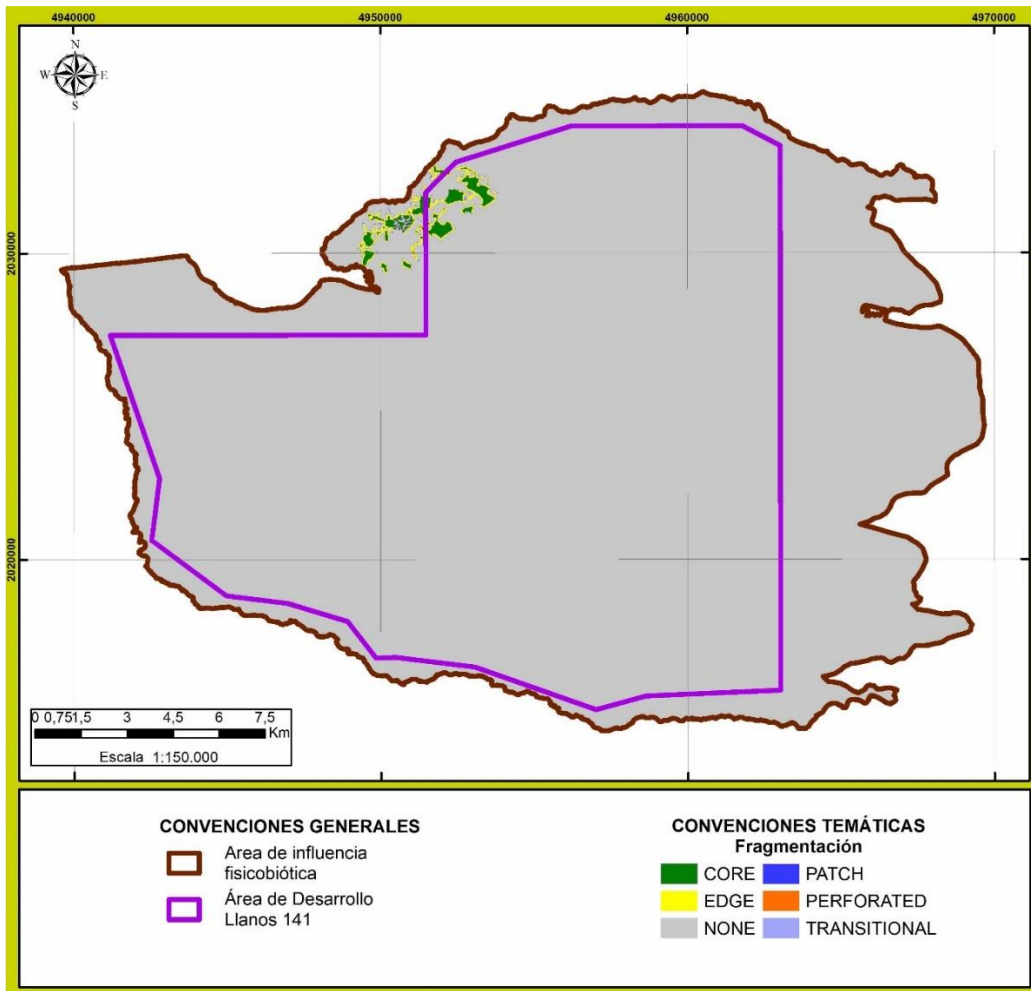 4940000 4950000 4960000 4970000
N
W E
S
2030000
2020000
0 0,751,5 3 4,5 6 7,5
Km
Escala 1:150.000
CONVENCIONES GENERALES
Area de influencia
fisicobiótica
Área de Desarrollo
Llanos 141
CONVENCIONES TEMÁTICAS
Fragmentación
CORE PATCH
EDGE PERFORATED
NONE TRANSITIONAL